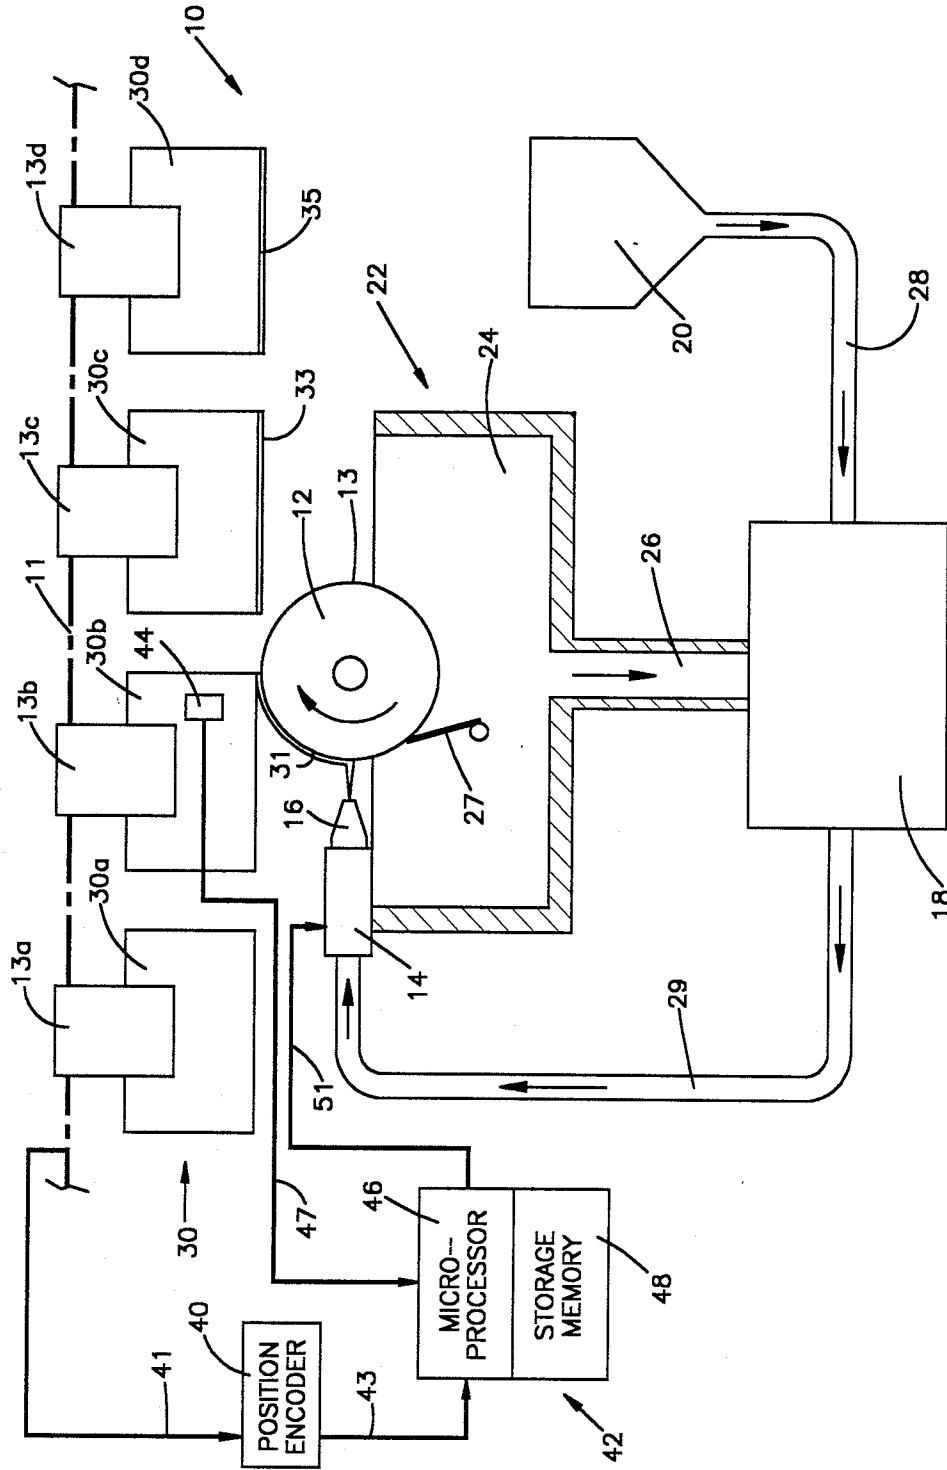 10
13d
30d
35
13c
30c
33
11
13b
30b
44
13a
30a
30
22
24
12
13
31
16
27
14
26
20
28
18
29
51
47
41
40
POSITION
ENCODER
43
46
MICRO-
PROCESSOR
STORAGE
MEMORY
48
42